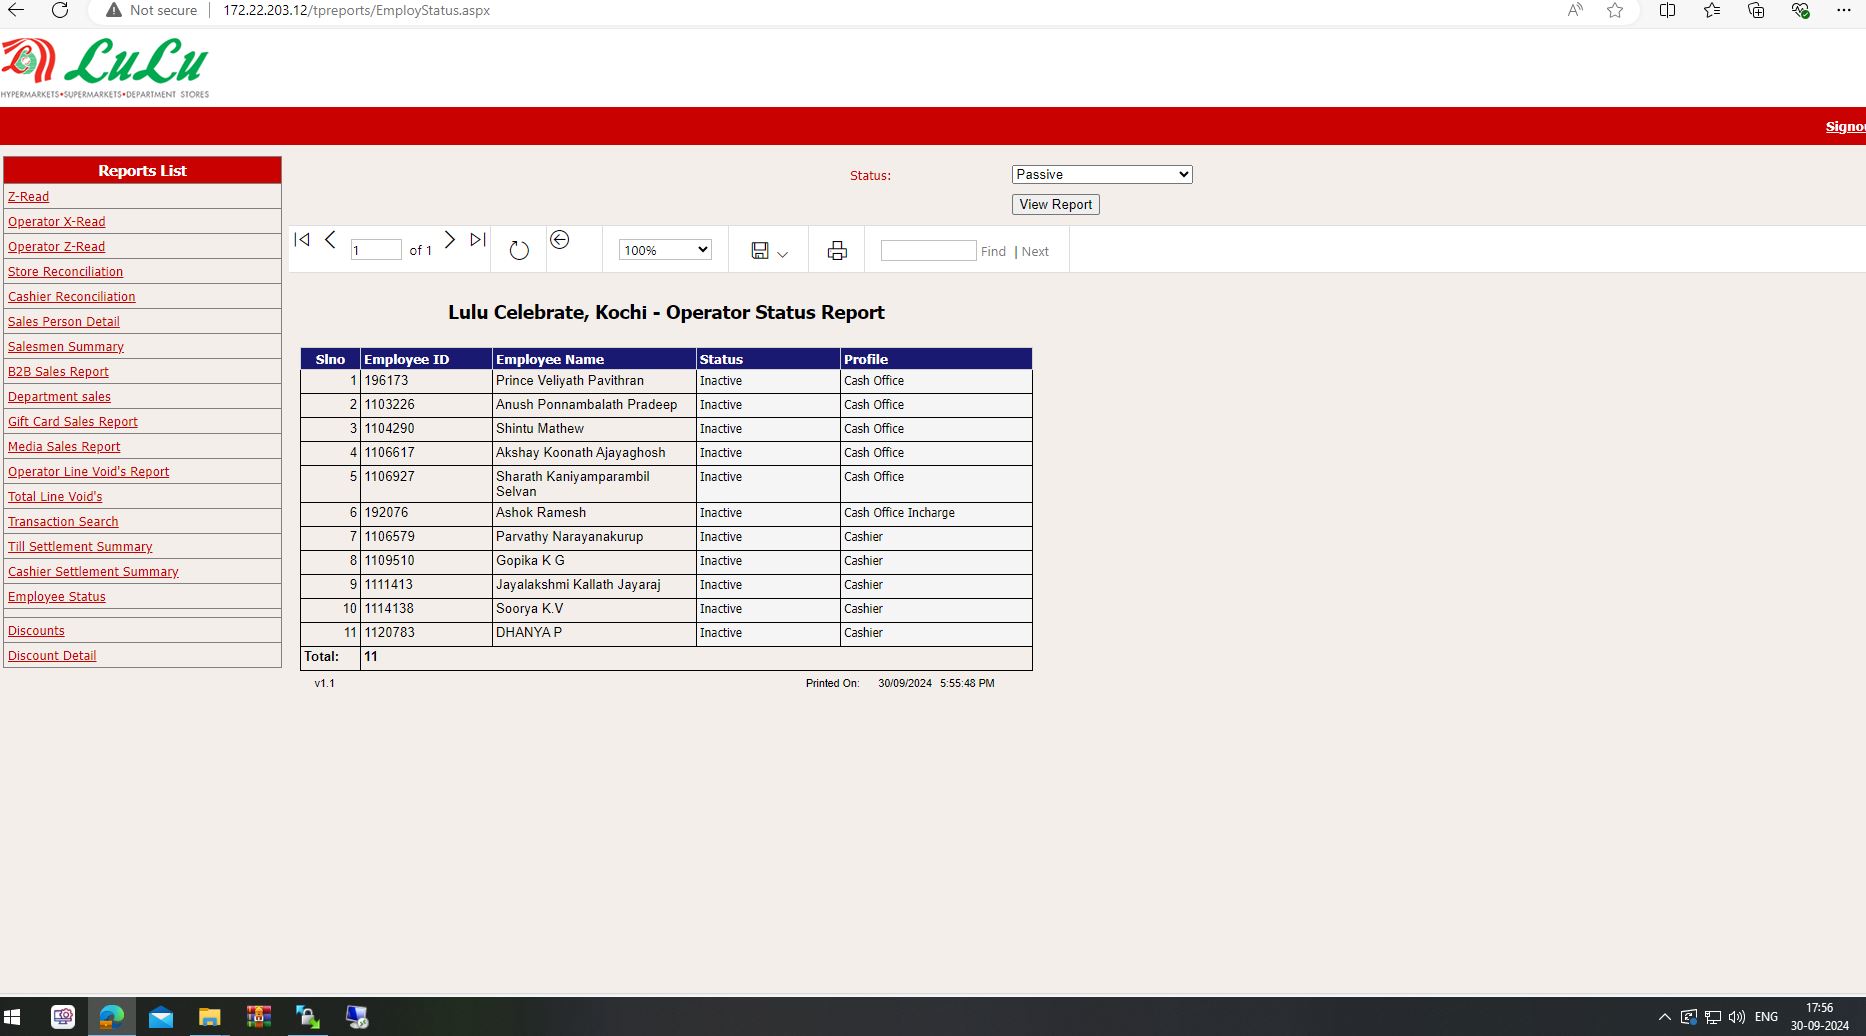 Not secure
172.22.203.12/tpreports/EmployStatus.aspx
LuLu
HYPERMARKETS•SUPERMARKETS•DEPARTMENT STORES
Signo
Reports List
Z-Read
Operator X-Read
Operator Z-Read
Store Reconciliation
Cashier Reconciliation
Sales Person Detail
Salesmen Summary
B2B Sales Report
Department sales
Gift Card Sales Report
Media Sales Report
Operator Line Void's Report
Total Line Void's
Transaction Search
Till Settlement Summary
Cashier Settlement Summary
Employee Status
Discounts
Discount Detail
Status: Passive
View Report
1 of 1 100% Find | Next
Lulu Celebrate, Kochi - Operator Status Report
Slno Employee ID Employee Name Status Profile
1 196173 Prince Veliyath Pavithran Inactive Cash Office
2 1103226 Anush Ponnambalath Pradeep Inactive Cash Office
3 1104290 Shintu Mathew Inactive Cash Office
4 1106617 Akshay Koonath Ajayaghosh Inactive Cash Office
5 1106927 Sharath Kaniyamparambil Inactive Cash Office
Selvan
6 192076 Ashok Ramesh Inactive Cash Office Incharge
7 1106579 Parvathy Narayanakurup Inactive Cashier
8 1109510 Gopika K G Inactive Cashier
9 1111413 Jayalakshmi Kallath Jayaraj Inactive Cashier
10 1114138 Soorya K.V Inactive Cashier
11 1120783 DHANYA P Inactive Cashier
Total: 11
v1.1 Printed On: 30/09/2024 5:55:48 PM
ENG
17:56
30-09-2024